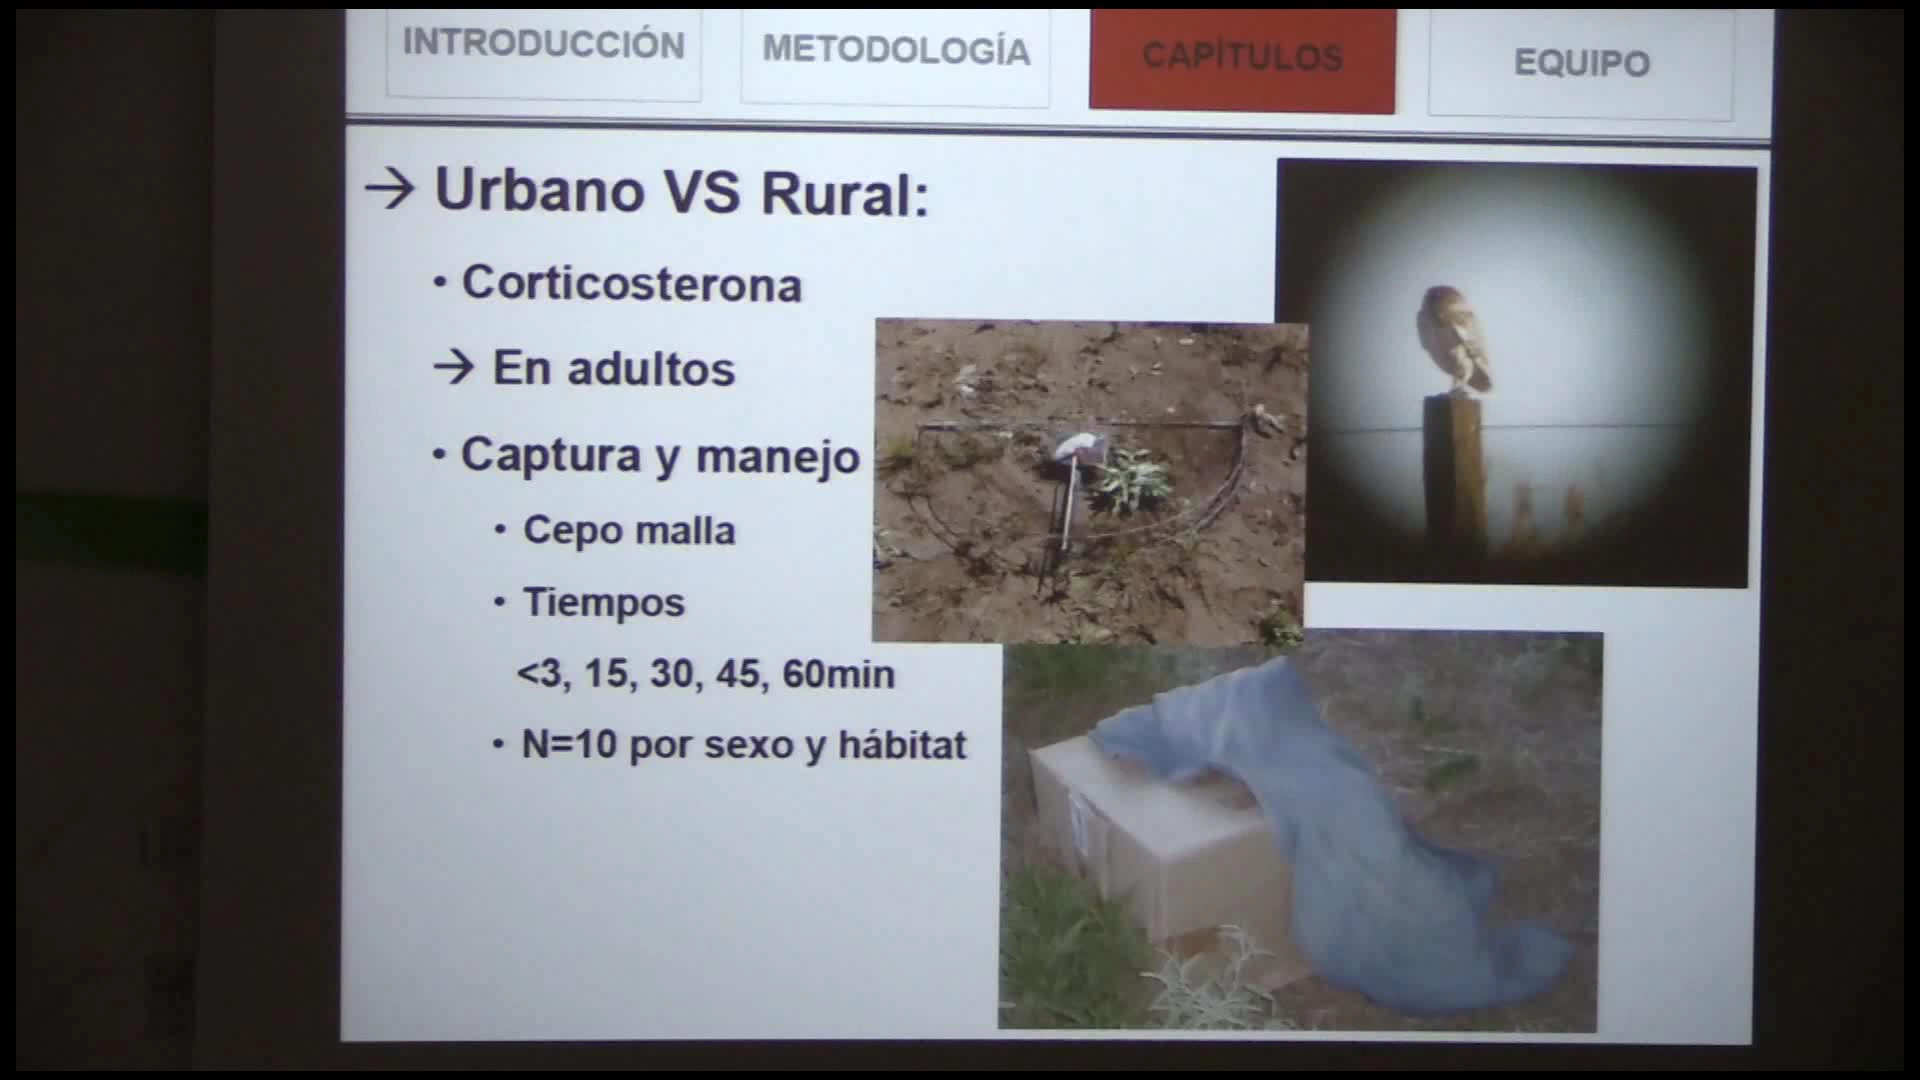 INTRODUCCIÓN
METODOLOGÍA
CAPÍTULOS
EQUIPO
→ Urbano VS Rural:
• Corticosterona
→ En adultos
• Captura y manejo
• Cepo malla
• Tiempos
<3, 15, 30, 45, 60min
• N=10 por sexo y hábitat